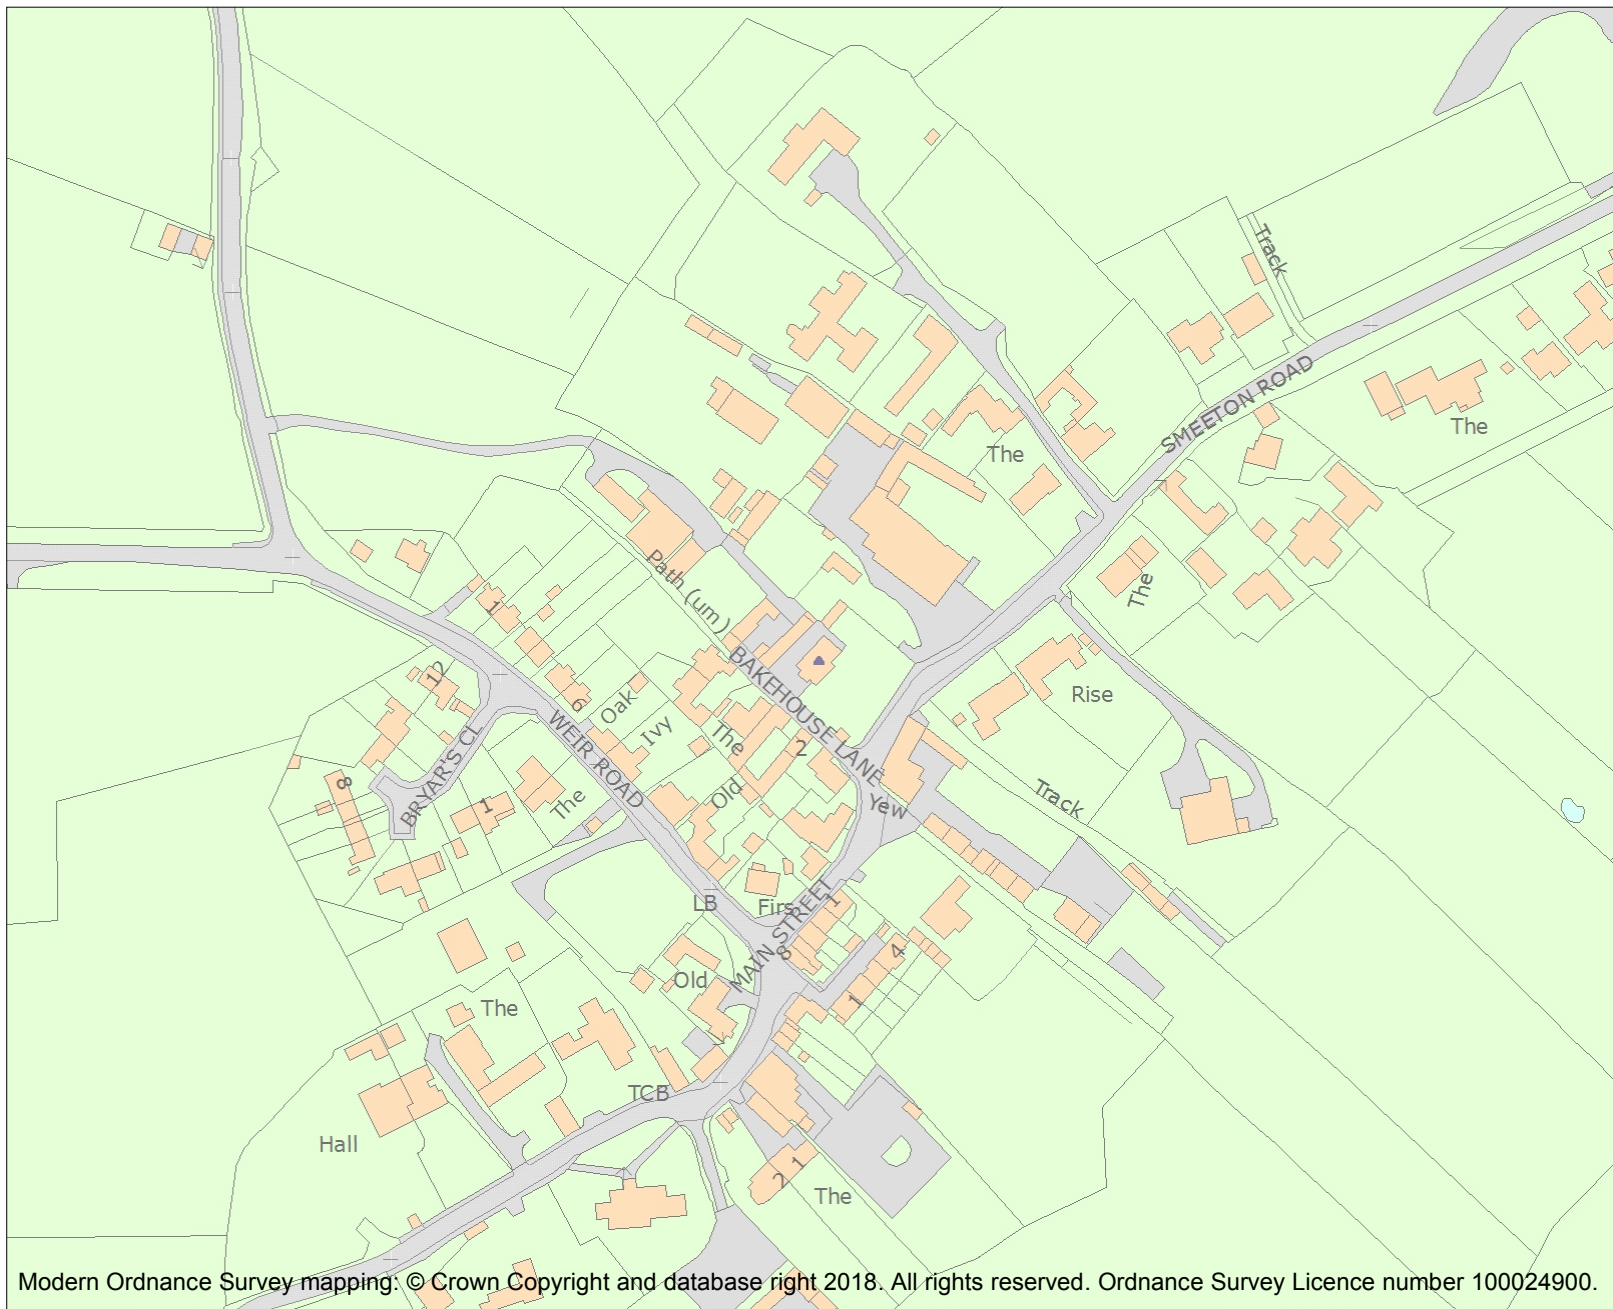 Track
SMEETON ROAD
The
The
The
Path (um)
1
12
6
Oak
Ivy
The
BAKEHOUSE LANE
2
Rise
WEIR ROAD
BRYAR'S CL
8
1
The
Old
Yew
Track
LB
Firs
1
MAIN STREET
8
4
1
Old
The
TCB
Hall
2 1
The
Modern Ordnance Survey mapping: © Crown Copyright and database right 2018. All rights reserved. Ordnance Survey Licence number 100024900.